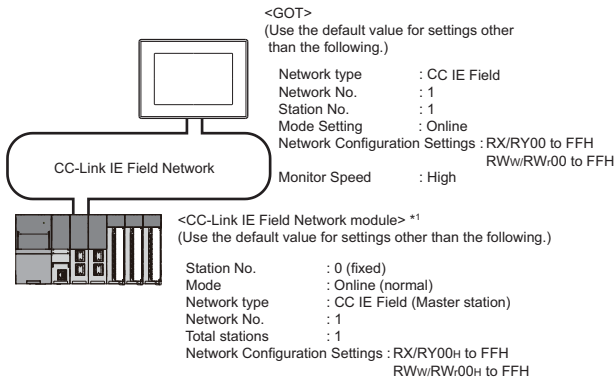 <GOT>
(Use the default value for settings other
than the following.)
Network type : CC IE Field
Network No. : 1
Station No. : 1
Mode Setting : Online
Network Configuration Settings : RX/RY00 to FFH
RWw/RWr00 to FFH
Monitor Speed : High
CC-Link IE Field Network
<CC-Link IE Field Network module> *1
(Use the default value for settings other than the following.)
Station No. : 0 (fixed)
Mode : Online (normal)
Network type : CC IE Field (Master station)
Network No. : 1
Total stations : 1
Network Configuration Settings : RX/RY00H to FFH
RWw/RWr00H to FFH